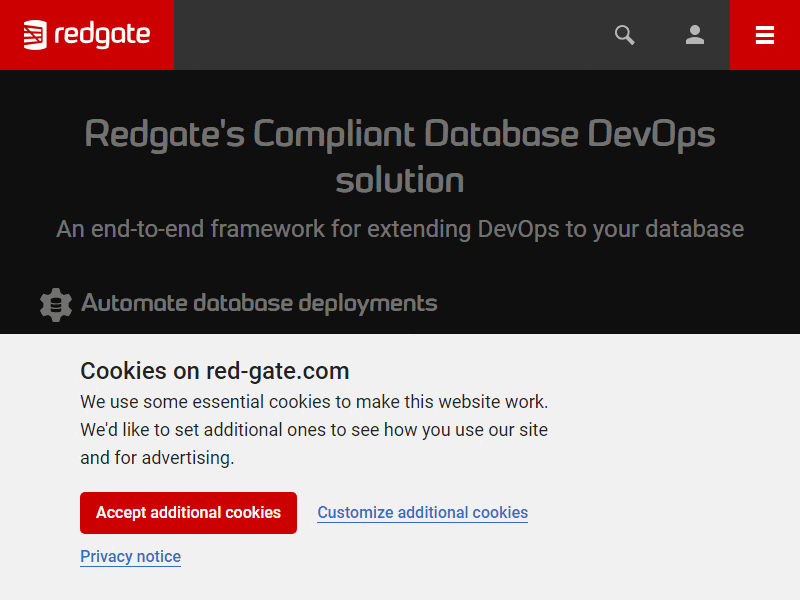 redgate
Redgate's Compliant Database DevOps
solution
An end-to-end framework for extending DevOps to your database
Automate database deployments
Cookies on red-gate.com
We use some essential cookies to make this website work.
We'd like to set additional ones to see how you use our site
and for advertising.
Accept additional cookies
Customize additional cookies
Privacy notice